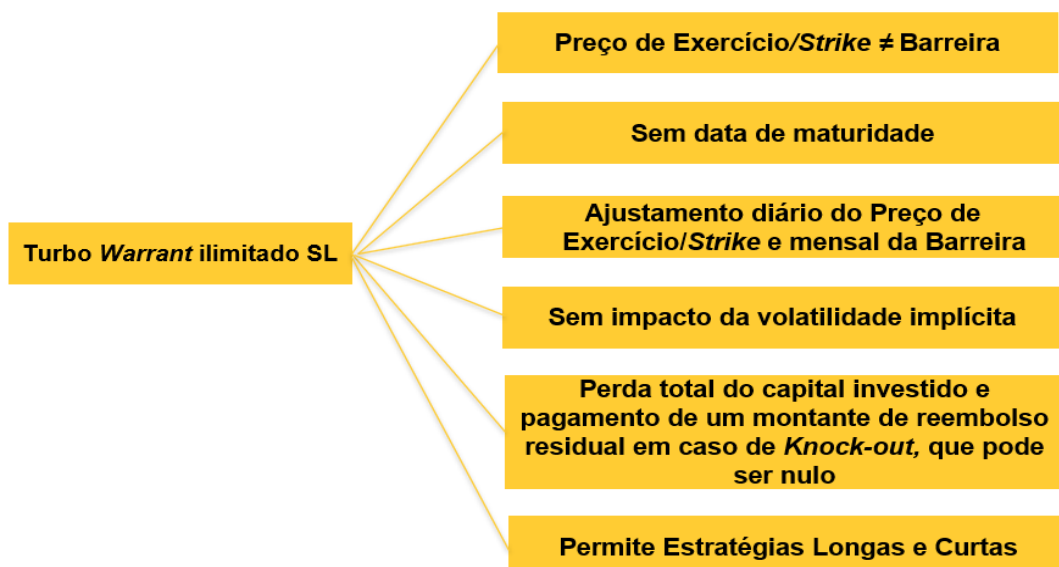 Preço de Exercício/Strike ≠ Barreira
Sem data de maturidade
Ajustamento diário do Preço de
Exercício/Strike e mensal da Barreira
Turbo Warrant ilimitado SL
Sem impacto da volatilidade implícita
Perda total do capital investido e
pagamento de um montante de reembolso
residual em caso de Knock-out, que pode
ser nulo
Permite Estratégias Longas e Curtas